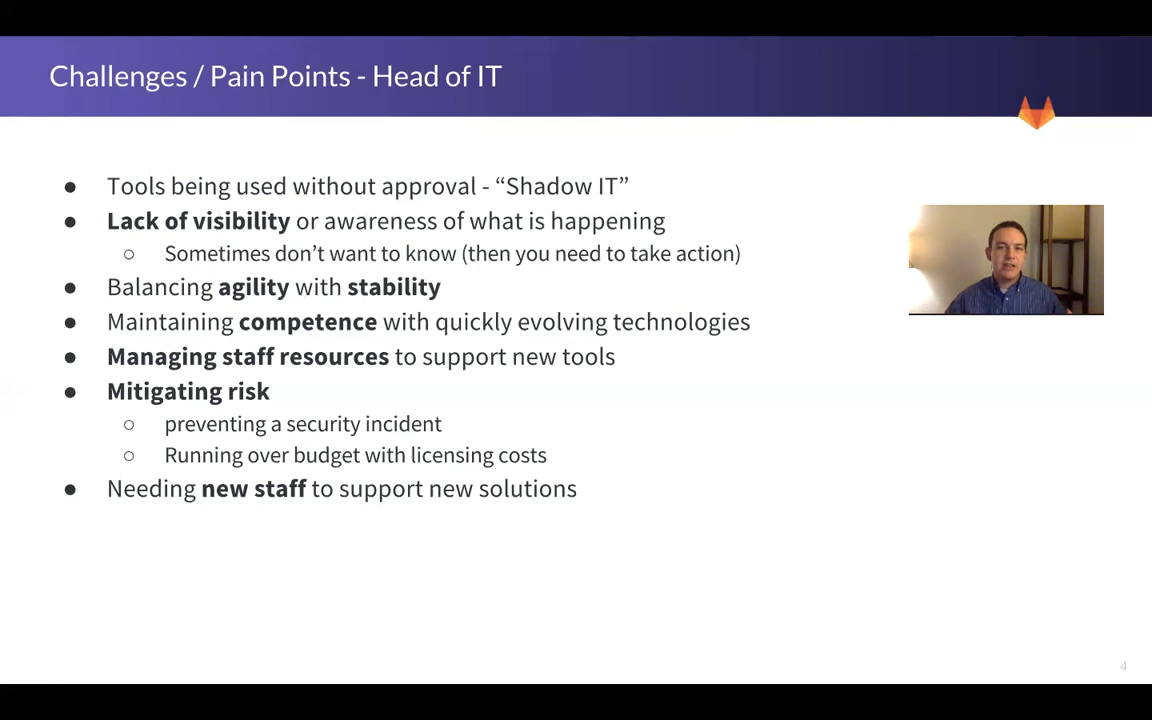 Challenges / Pain Points - Head of IT
● Tools being used without approval - “Shadow IT”
● Lack of visibility or awareness of what is happening
○ Sometimes don’t want to know (then you need to take action)
● Balancing agility with stability
● Maintaining competence with quickly evolving technologies
● Managing staff resources to support new tools
● Mitigating risk
○ preventing a security incident
○ Running over budget with licensing costs
● Needing new staff to support new solutions
4